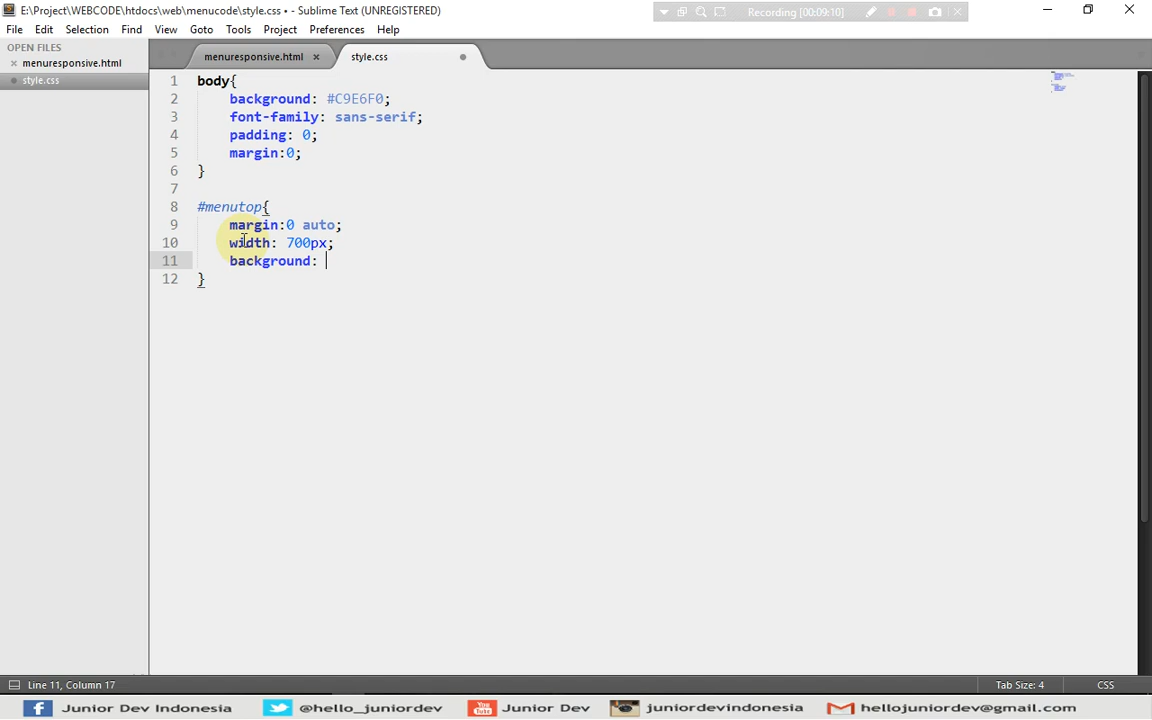 E:\Project\WEBCODE\htdocs\web\menucode\style.css • - Sublime Text (UNREGISTERED)
Recording [00:09:10]
File Edit Selection Find View Goto Tools Project Preferences Help
OPEN FILES
menuresponsive.html
style.css
menuresponsive.html
style.css
1 body{
2 background: #C9E6F0;
3 font-family: sans-serif;
4 padding: 0;
5 margin:0;
6 }
7
8 #menutop{
9 margin:0 auto;
10 width: 700px;
11 background:
12 }
Line 11, Column 17
Tab Size: 4
CSS
Junior Dev Indonesia
@hello_juniordev
You Tube
Junior Dev
juniordevindonesia
hellojuniordev@gmail.com